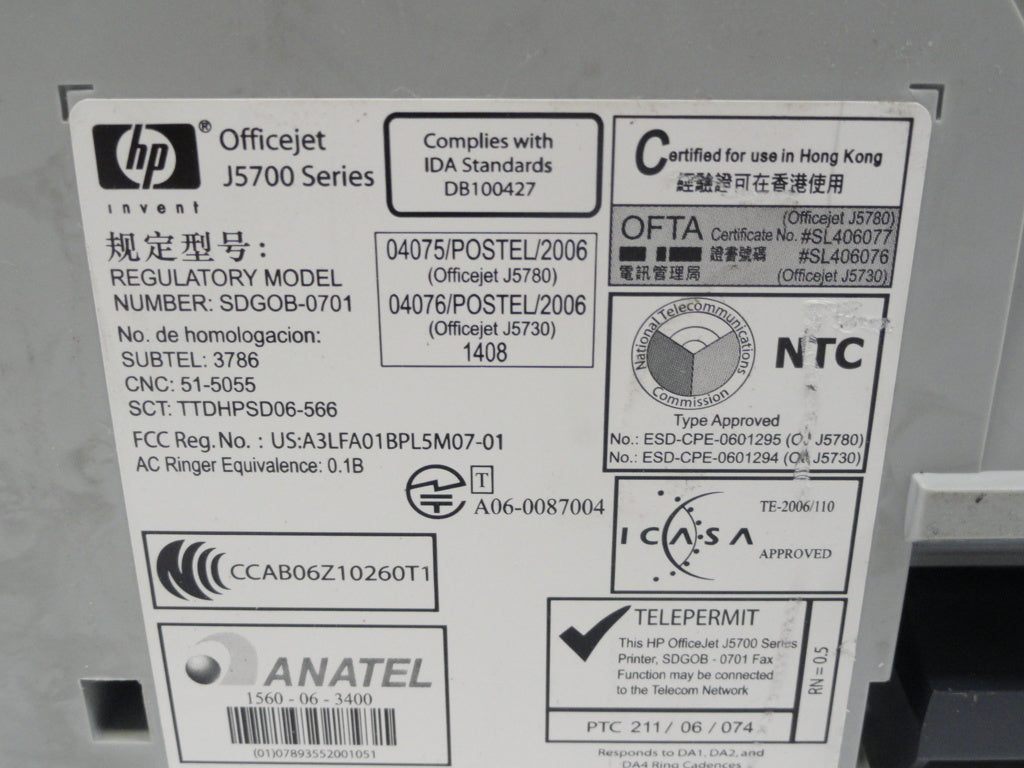 hp ® Officejet
J5700 Series
invent
规定型号:
REGULATORY MODEL
NUMBER: SDGOB-0701
No. de homologacion:
SUBTEL: 3786
CNC: 51-5055
SCT: TTDHPSD06-566
FCC Reg. No. : US:A3LFA01BPL5M07-01
AC Ringer Equivalence: 0.1B
Complies with
IDA Standards
DB100427
04075/POSTEL/2006
(Officejet J5780)
04076/POSTEL/2006
(Officejet J5730)
1408
T
A06-0087004
CCAB06Z10260T1
ANATEL
1560 - 06 - 3400
(01)07893552001051
Certified for use in Hong Kong
經驗證可在香港使用
OFTA
電訊管理局
(Officejet J5780)
Certificate No. #SL406077
證書號碼 #SL406076
(Officejet J5730)
National Telecommunications
Commission
NTC
Type Approved
No.: ESD-CPE-0601295 (OJ J5780)
No.: ESD-CPE-0601294 (OJ J5730)
ICASA
TE-2006/110
APPROVED
TELEPERMIT
This HP OfficeJet J5700 Series
Printer, SDGOB - 0701 Fax
Function may be connected
to the Telecom Network
RN = 0.5
PTC 211/ 06 / 074
Responds to DA1, DA2, and
DA4 Ring Cadences